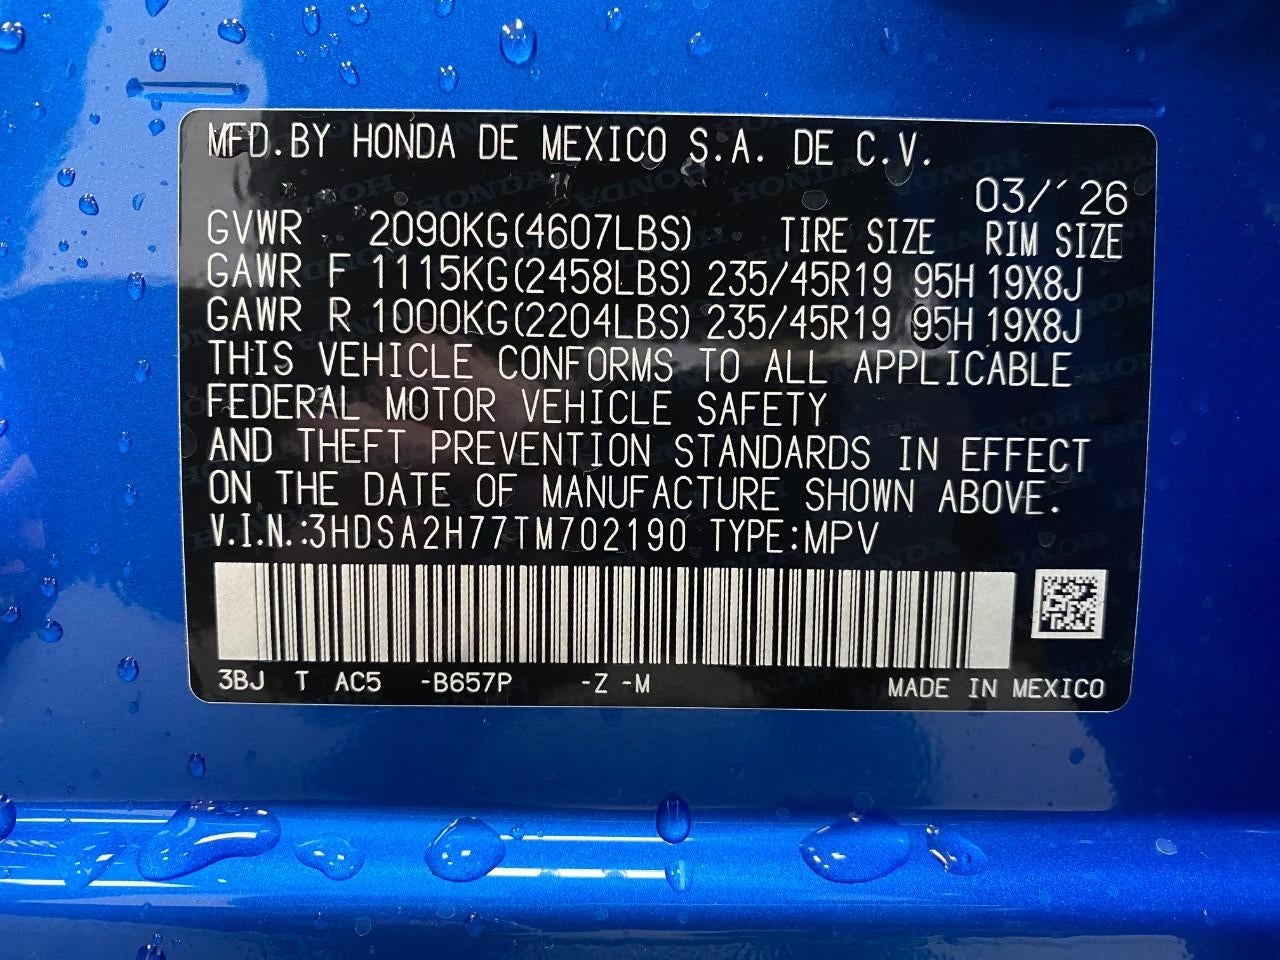 MFD.BY HONDA DE MEXICO S.A. DE C.V.
03/´26
GVWR 2090KG(4607LBS) TIRE SIZE RIM SIZE
GAWR F 1115KG(2458LBS) 235/45R19 95H 19X8J
GAWR R 1000KG(2204LBS) 235/45R19 95H 19X8J
THIS VEHICLE CONFORMS TO ALL APPLICABLE
FEDERAL MOTOR VEHICLE SAFETY
AND THEFT PREVENTION STANDARDS IN EFFECT
ON THE DATE OF MANUFACTURE SHOWN ABOVE.
V.I.N.:3HDSA2H77TM702190 TYPE:MPV
3BJ T AC5 -B657P -Z -M MADE IN MEXICO